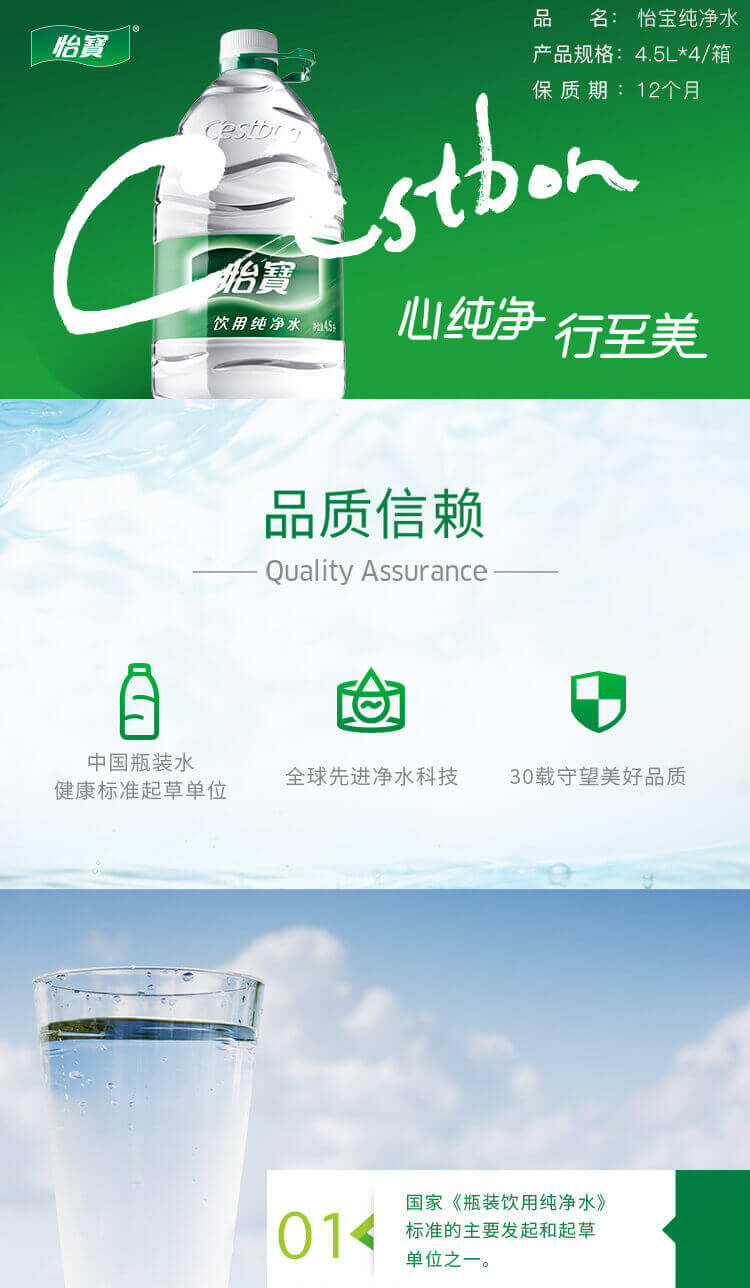 怡寶®
品 名： 怡宝纯净水
产品规格：4.5L*4/箱
保质期：12个月
Cestbon
Cestbon
怡寶
饮用纯净水
心纯净 行至美
品质信赖
Quality Assurance
中国瓶装水
健康标准起草单位
全球先进净水科技
30载守望美好品质
01
国家《瓶装饮用纯净水》
标准的主要发起和起草
单位之一。